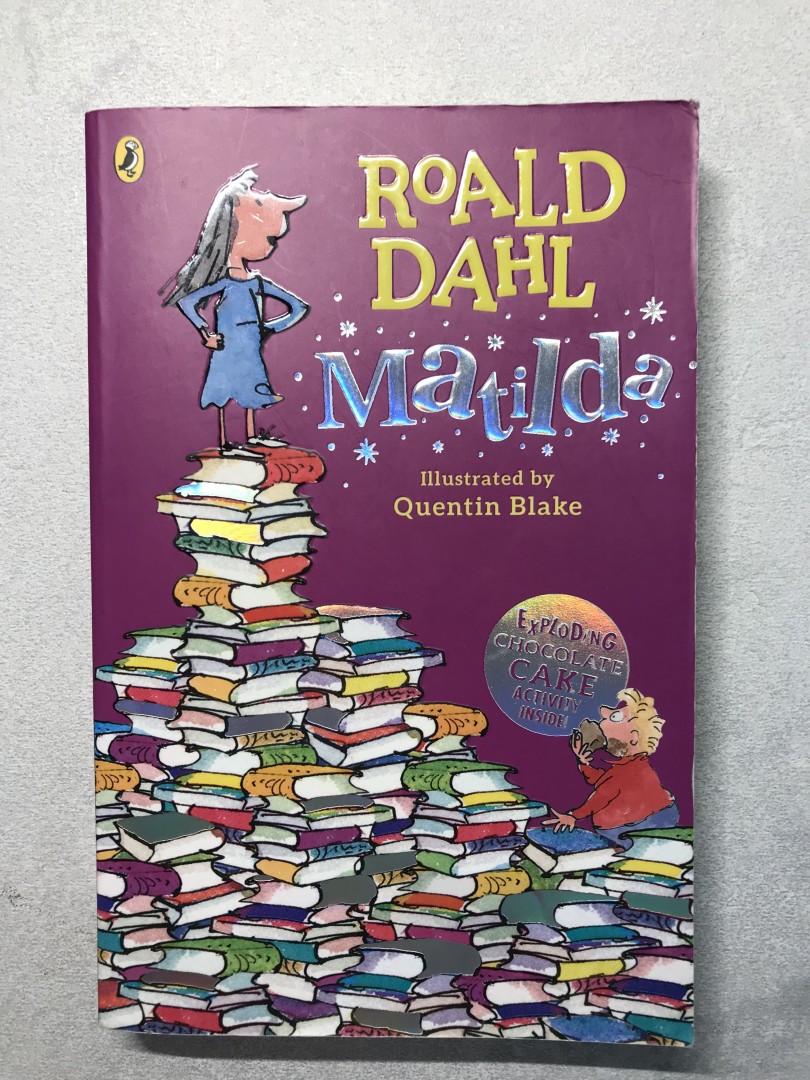 ROALD
DAHL
Matilda
Illustrated by
Quentin Blake
EXPLODING
CHOCOLATE
CAKE
ACTIVITY
INSIDE!